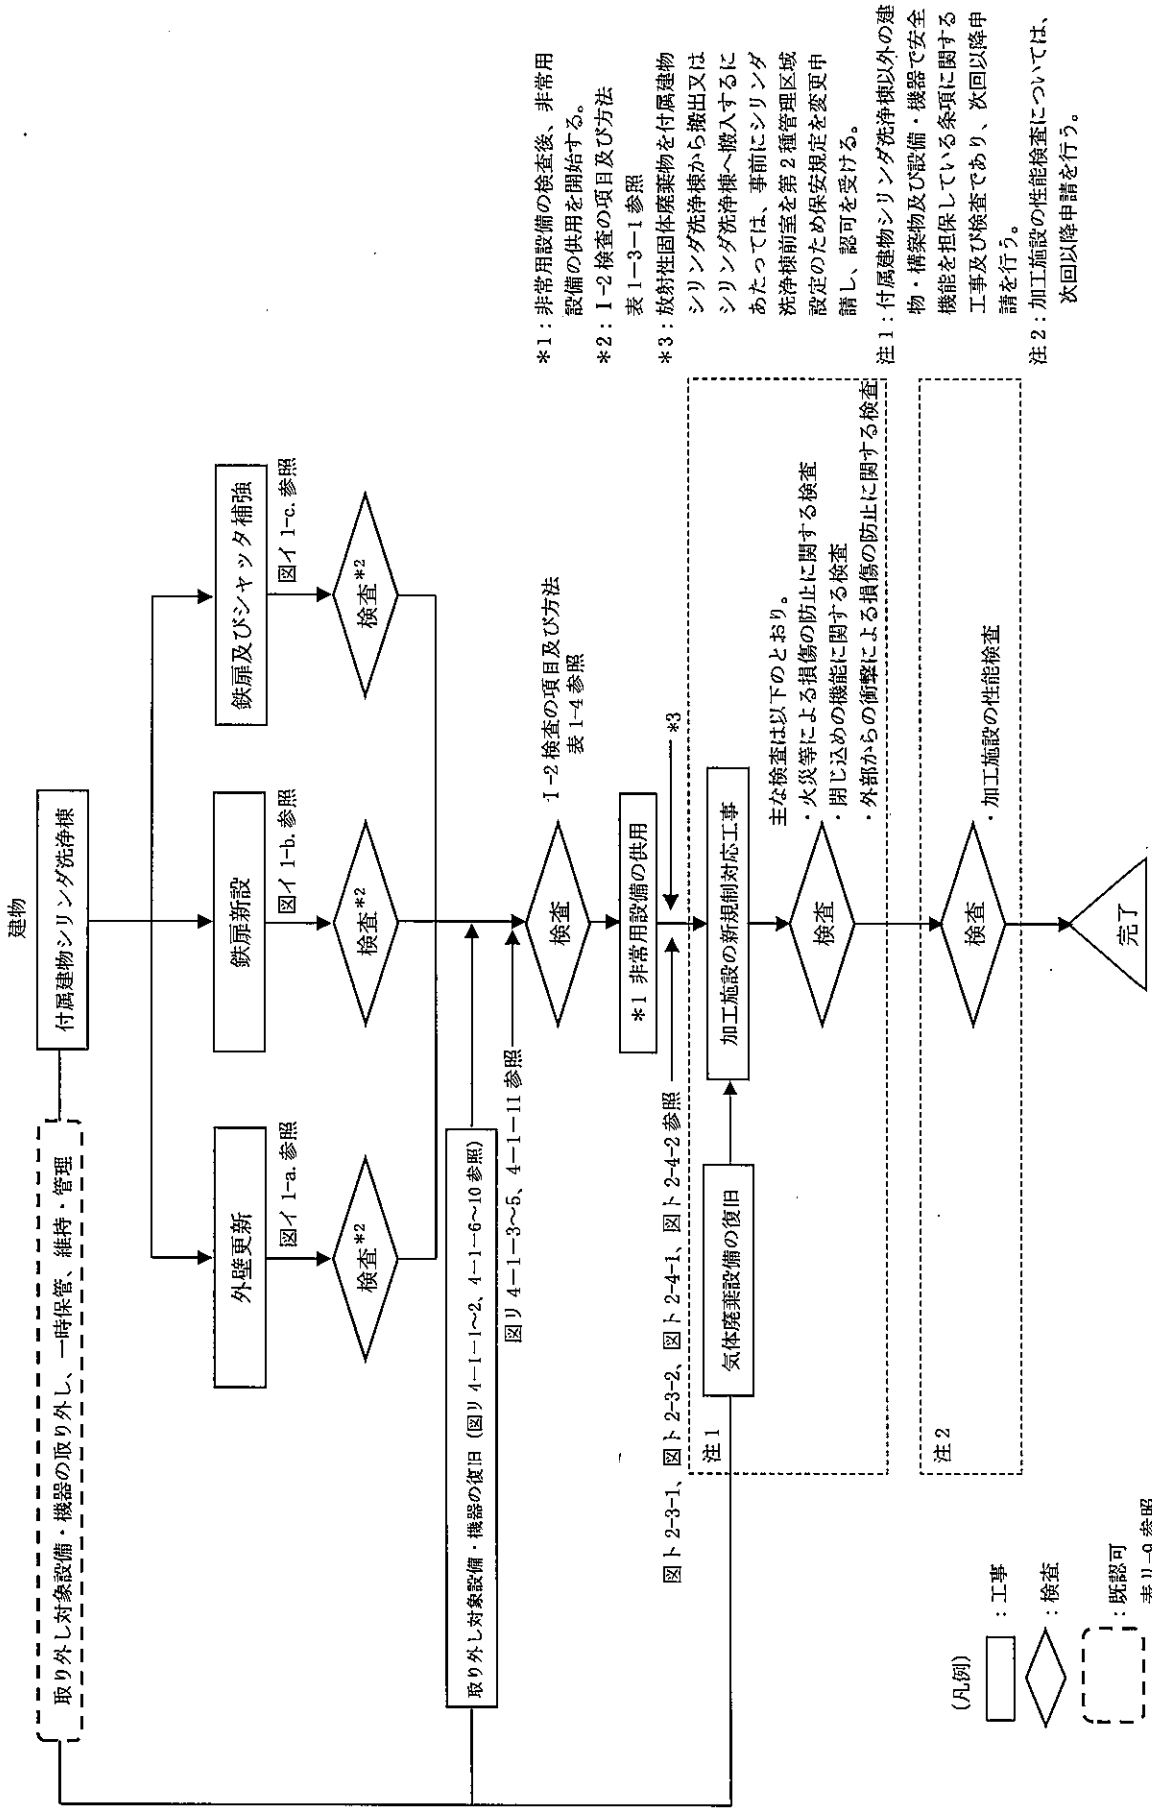 建物
付属建物シリンダ洗浄棟
取り外し対象設備・機器の取り外し、一時保管、維持・管理
外壁更新
図イ 1-a. 参照
検査*2
鉄扉新設
図イ 1-b. 参照
検査*2
鉄扉及びシャッタ補強
図イ 1-c. 参照
検査*2
取り外し対象設備・機器の復旧 (図リ 4-1-1~2、4-1-6~10 参照)
図リ 4-1-3~5、4-1-11 参照
検査
I-2 検査の項目及び方法
表 1-4 参照
*1 非常用設備の供用
図ト 2-3-1、図ト 2-3-2、図ト 2-4-1、図ト 2-4-2 参照
*3
注 1
気体廃棄設備の復旧
加工施設の新規制対応工事
検査
主な検査は以下のとおり。
・火災等による損傷の防止に関する検査
・閉じ込めの機能に関する検査
・外部からの衝撃による損傷の防止に関する検査
注 2
検査
・加工施設の性能検査
完了
*1:非常用設備の検査後、非常用
設備の供用を開始する。
*2:I-2 検査の項目及び方法
表 1-3-1 参照
*3:放射性固体廃棄物を付属建物
シリンダ洗浄棟から搬出又は
シリンダ洗浄棟へ搬入するに
あたっては、事前にシリンダ
洗浄棟前室を第 2 種管理区域
設定のため保安規定を変更申
請し、認可を受ける。
注 1:付属建物シリンダ洗浄棟以外の建
物・構築物及び設備・機器で安全
機能を担保している条項に関する
工事及び検査であり、次回以降申
請を行う。
注 2:加工施設の性能検査については、
次回以降申請を行う。
(凡例)
:工事
:検査
:既認可
表リ-9 参照